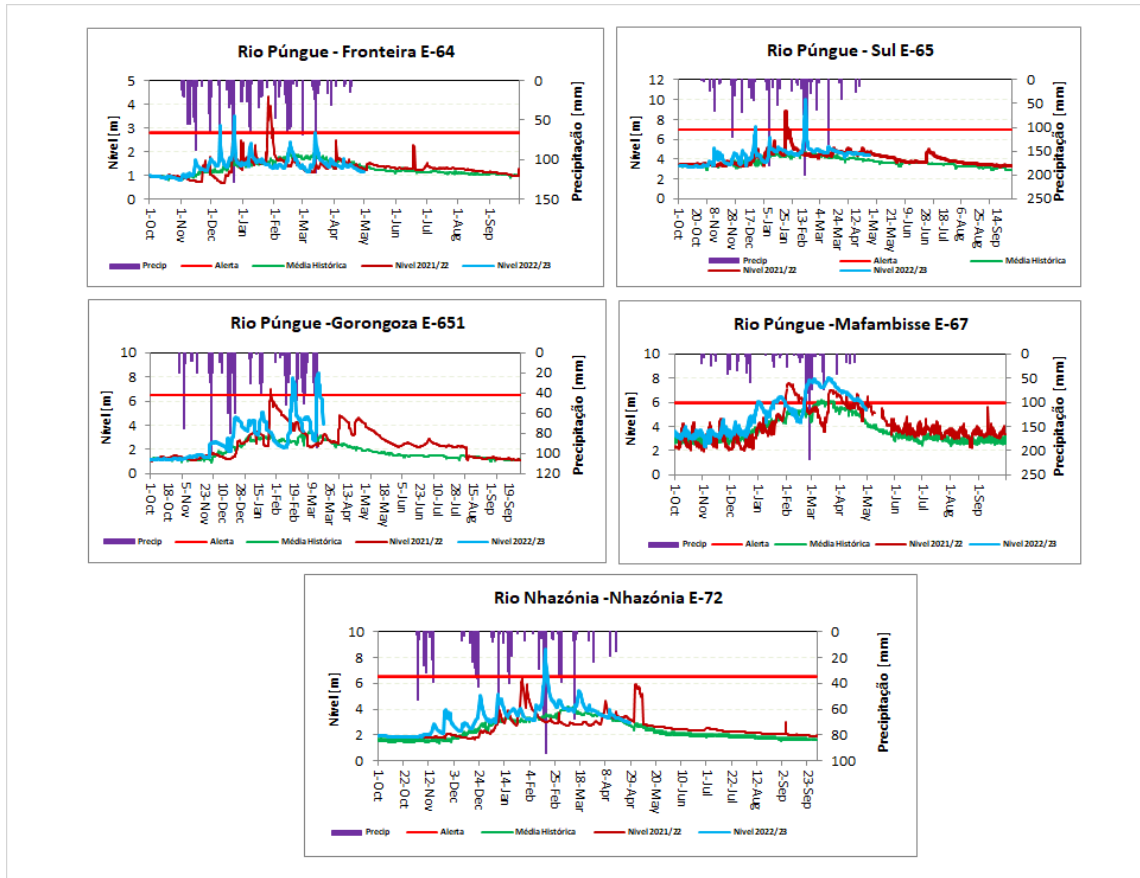 Rio Púngue - Fronteira E-64
Nível [m]
5
4
3
2
1
0
0
50
100
150
Precipitação [mm]
1-Oct
1-Nov
1-Dec
1-Jan
1-Feb
1-Mar
1-Apr
1-May
1-Jun
1-Jul
1-Aug
1-Sep
Precip
Alerta
Média Histórica
Nivel 2021/22
Nivel 2022/23
Rio Púngue - Sul E-65
Nível [m]
12
10
8
6
4
2
0
0
50
100
150
200
250
Precipitação [mm]
1-Oct
20-Oct
8-Nov
28-Nov
17-Dec
5-Jan
25-Jan
13-Feb
4-Mar
24-Mar
12-Apr
1-May
21-May
9-Jun
28-Jun
18-Jul
6-Aug
25-Aug
14-Sep
Precip
Alerta
Média Histórica
Nivel 2021/22
Nivel 2022/23
Rio Púngue -Gorongoza E-651
Nível [m]
10
8
6
4
2
0
0
20
40
60
80
100
120
Precipitação [mm]
1-Oct
18-Oct
5-Nov
23-Nov
10-Dec
28-Dec
15-Jan
1-Feb
19-Feb
9-Mar
26-Mar
13-Apr
1-May
18-May
5-Jun
23-Jun
10-Jul
28-Jul
15-Aug
1-Sep
19-Sep
Precip
Alerta
Média Histórica
Nivel 2021/22
Nivel 2022/23
Rio Púngue -Mafambisse E-67
Nível [m]
10
8
6
4
2
0
0
50
100
150
200
250
Precipitação [mm]
1-Oct
1-Nov
1-Dec
1-Jan
1-Feb
1-Mar
1-Apr
1-May
1-Jun
1-Jul
1-Aug
1-Sep
Precip
Alerta
Média Histórica
Nivel 2021/22
Nivel 2022/23
Rio Nhazónia -Nhazónia E-72
Nível [m]
10
8
6
4
2
0
0
20
40
60
80
100
Precipitação [mm]
1-Oct
22-Oct
12-Nov
3-Dec
24-Dec
14-Jan
4-Feb
25-Feb
18-Mar
8-Apr
29-Apr
20-May
10-Jun
1-Jul
22-Jul
12-Aug
2-Sep
23-Sep
Precip
Alerta
Média Histórica
Nivel 2021/22
Nivel 2022/23